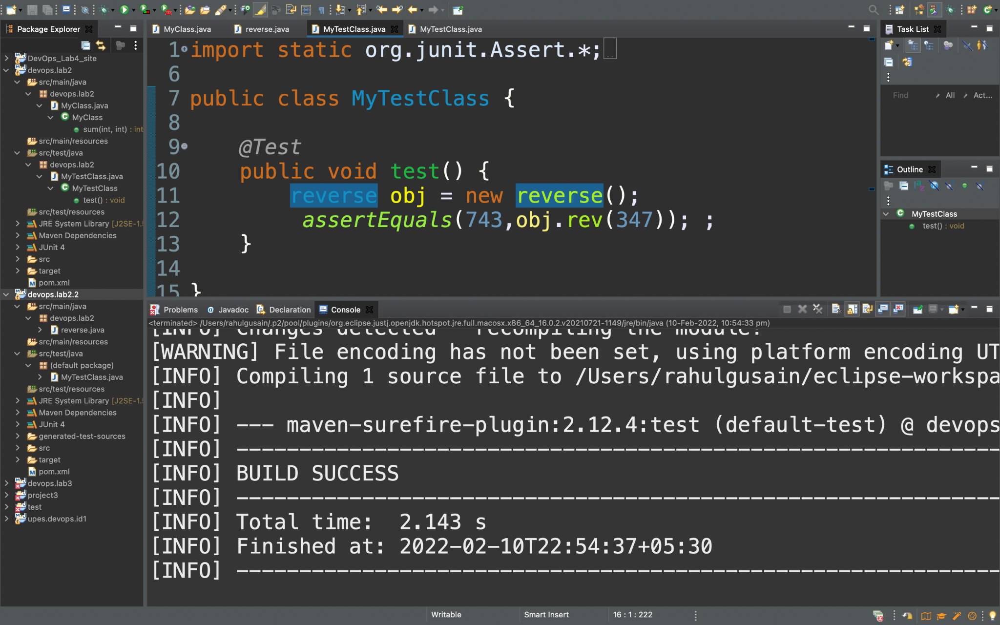 Package Explorer
DevOps_Lab4_site
devops.lab2
src/main/java
devops.lab2
MyClass.java
MyClass
sum(int, int) : int
src/main/resources
src/test/java
devops.lab2
MyTestClass.java
MyTestClass
test() : void
src/test/resources
JRE System Library [J2SE-1.5
Maven Dependencies
JUnit 4
src
target
pom.xml
devops.lab2.2
src/main/java
devops.lab2
reverse.java
src/main/resources
src/test/java
(default package)
MyTestClass.java
src/test/resources
JRE System Library [J2SE-1.5
Maven Dependencies
JUnit 4
generated-test-sources
src
target
pom.xml
devops.lab3
project3
test
upes.devops.id1
MyClass.java reverse.java MyTestClass.java MyTestClass.java
1 import static org.junit.Assert.*;
6
7 public class MyTestClass {
8
9 @Test
10 public void test() {
11 reverse obj = new reverse();
12 assertEquals(743,obj.rev(347)); ;
13 }
14
15 }
Task List
Find All Act...
Outline
MyTestClass
test() : void
Problems @ Javadoc Declaration Console
<terminated> /Users/rahulgusain/.p2/pool/plugins/org.eclipse.justj.openjdk.hotspot.jre.full.macosx.x86_64_16.0.2.v20210721-1149/jre/bin/java (10-Feb-2022, 10:54:33 pm)
[INFO] Changes detected - recompiling the module!
[WARNING] File encoding has not been set, using platform encoding UT
[INFO] Compiling 1 source file to /Users/rahulgusain/eclipse-workspa
[INFO]
[INFO] --- maven-surefire-plugin:2.12.4:test (default-test) @ devops
[INFO] -------------------------------------------------------------
[INFO] BUILD SUCCESS
[INFO] -------------------------------------------------------------
[INFO] Total time:  2.143 s
[INFO] Finished at: 2022-02-10T22:54:37+05:30
[INFO] -------------------------------------------------------------
Writable Smart Insert 16 : 1 : 222